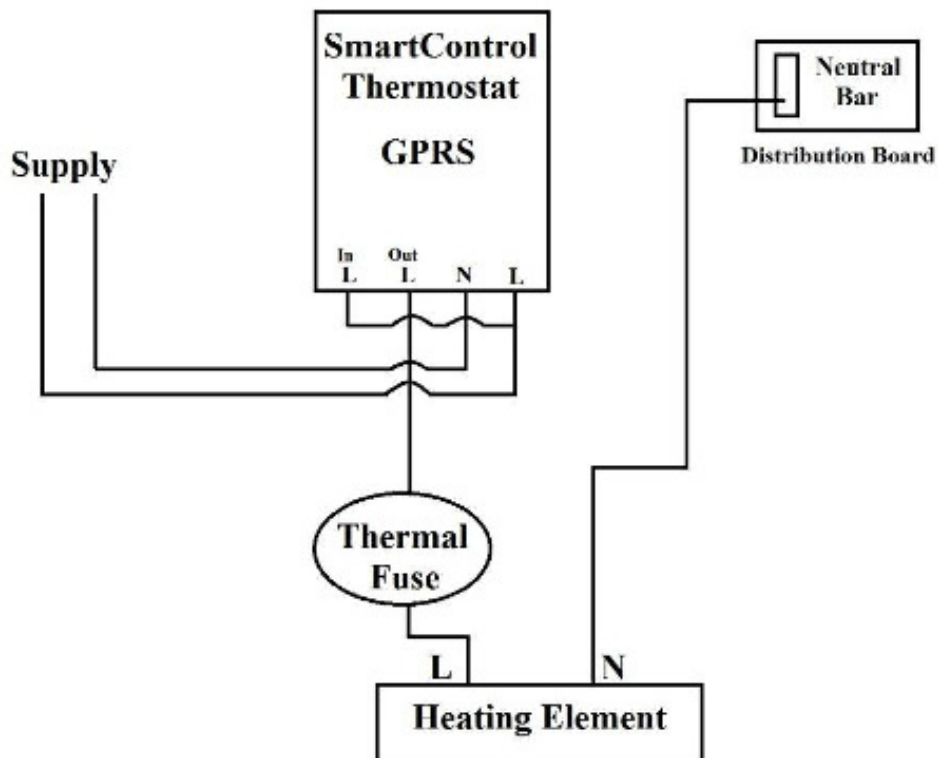 SmartControl
Thermostat
GPRS
Neutral
Bar
Distribution Board
Supply
In Out
L L N L
Thermal
Fuse
L N
Heating Element